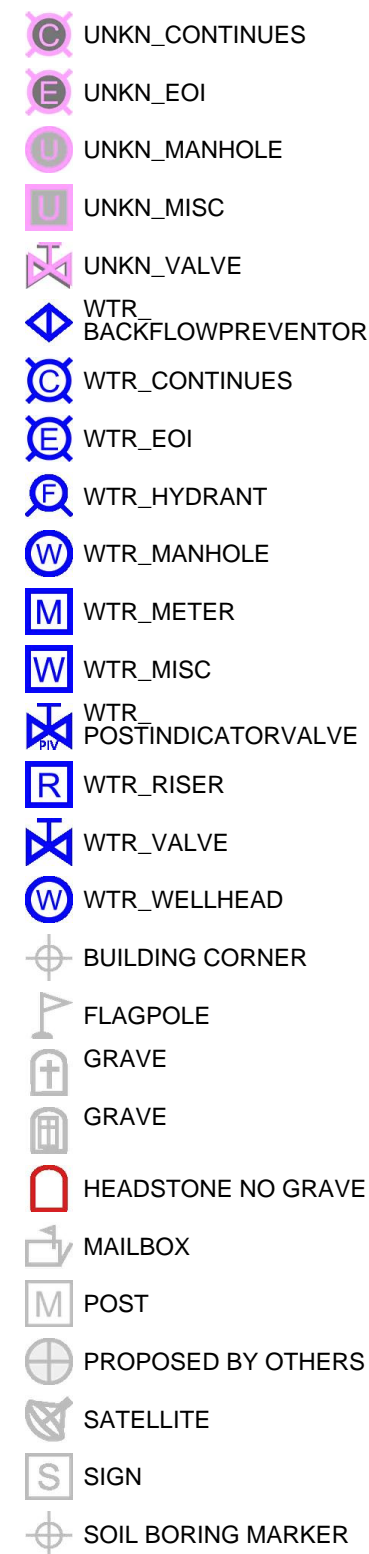 C UNKN_CONTINUES
E UNKN_EOI
U UNKN_MANHOLE
U UNKN_MISC
UNKN_VALVE
WTR_
BACKFLOWPREVENTOR
C WTR_CONTINUES
E WTR_EOI
F WTR_HYDRANT
W WTR_MANHOLE
M WTR_METER
W WTR_MISC
WTR_
PIV POSTINDICATORVALVE
R WTR_RISER
WTR_VALVE
W WTR_WELLHEAD
BUILDING CORNER
FLAGPOLE
GRAVE
GRAVE
HEADSTONE NO GRAVE
MAILBOX
M POST
PROPOSED BY OTHERS
SATELLITE
S SIGN
SOIL BORING MARKER